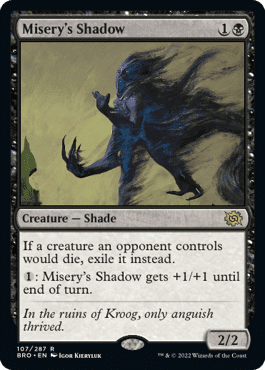 Misery's Shadow 1
Creature — Shade
If a creature an opponent controls
would die, exile it instead.
1: Misery's Shadow gets +1/+1 until
end of turn.
In the ruins of Kroog, only anguish
thrived.
2/2
107/287 R
BRO • EN Igor Kieryluk ™ & © 2022 Wizards of the Coast